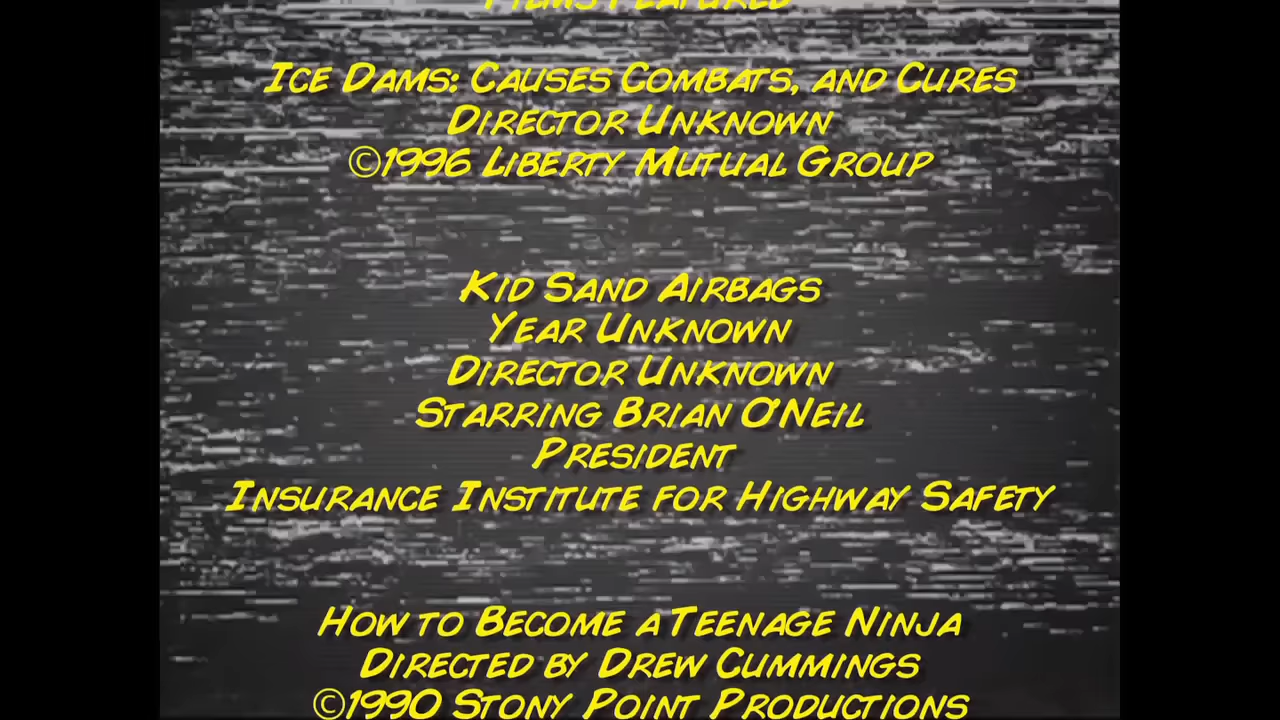 Films Featured
Ice Dams: Causes Combats, and Cures
Director Unknown
©1996 Liberty Mutual Group
Kid Sand Airbags
Year Unknown
Director Unknown
Starring Brian O'Neil
President
Insurance Institute for Highway Safety
How to Become a Teenage Ninja
Directed by Drew Cummings
©1990 Stony Point Productions